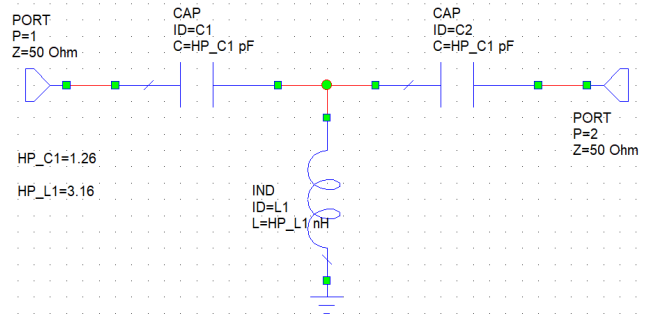 PORT
P=1
Z=50 Ohm
CAP
ID=C1
C=HP_C1 pF
CAP
ID=C2
C=HP_C1 pF
PORT
P=2
Z=50 Ohm
HP_C1=1.26
HP_L1=3.16
IND
ID=L1
L=HP_L1 nH